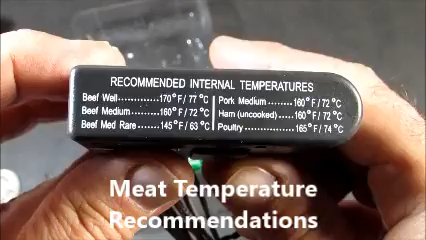 RECOMMENDED INTERNAL TEMPERATURES
Beef Well..............170°F/ 77 °C
Beef Medium.........160°F/ 72 °C
Beef Med Rare......145°F/ 63 °C
Pork Medium ........160°F / 72 °C
Ham (uncooked).....160°F / 72 °C
Poultry................165°F / 74 °C
Meat Temperature
Recommendations